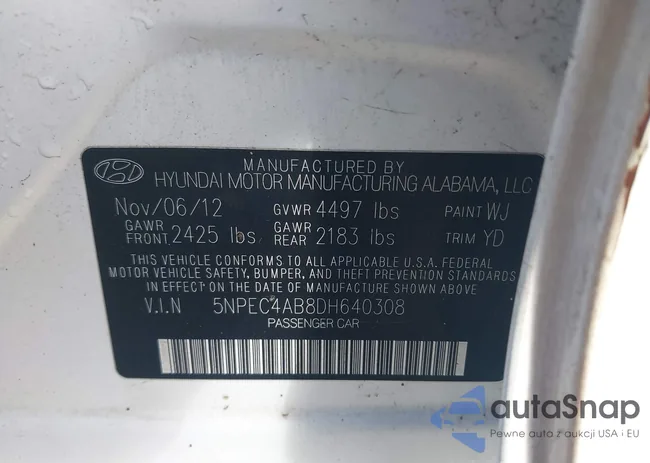 MANUFACTURED BY
HYUNDAI MOTOR MANUFACTURING ALABAMA, LLC
Nov/06/12 GVWR 4497 lbs PAINT WJ
GAWR FRONT 2425 lbs GAWR REAR 2183 lbs TRIM YD
THIS VEHICLE CONFORMS TO ALL APPLICABLE U.S.A. FEDERAL
MOTOR VEHICLE SAFETY, BUMPER, AND THEFT PREVENTION STANDARDS
IN EFFECT ON THE DATE OF MANUFACTURE SHOWN ABOVE
V.I.N 5NPEC4AB8DH640308
PASSENGER CAR
autaSnap
Pewne auta z aukcji USA i EU